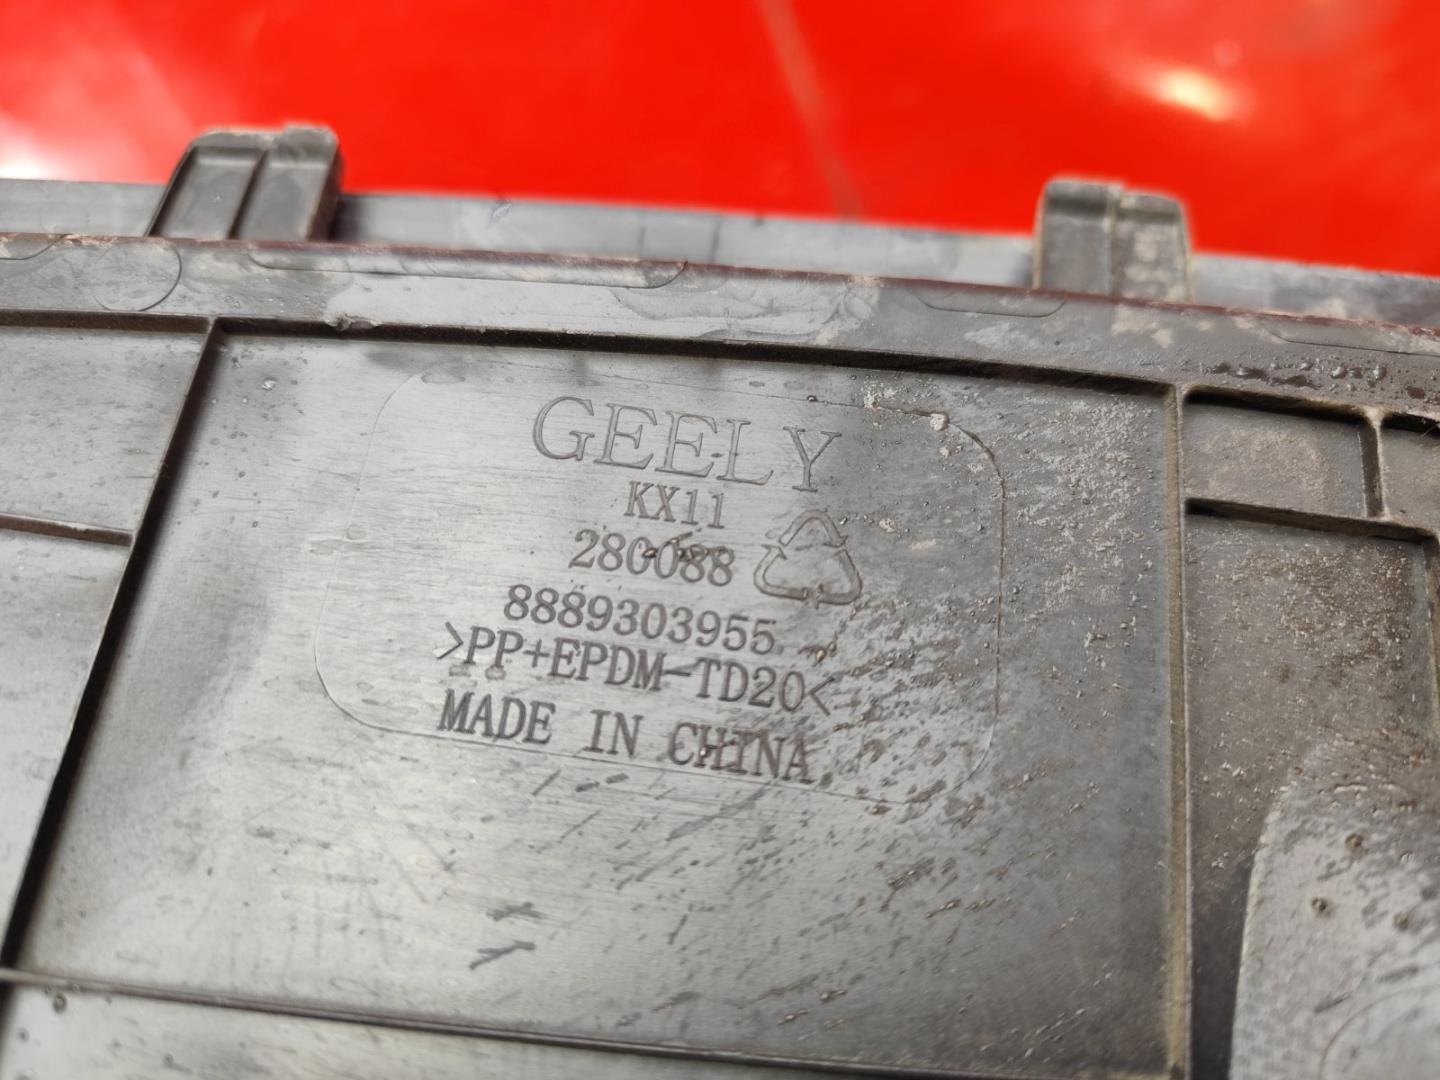 GEELY
KX11
280088
8889303955
>PP+EPDM-TD20<
MADE IN CHINA